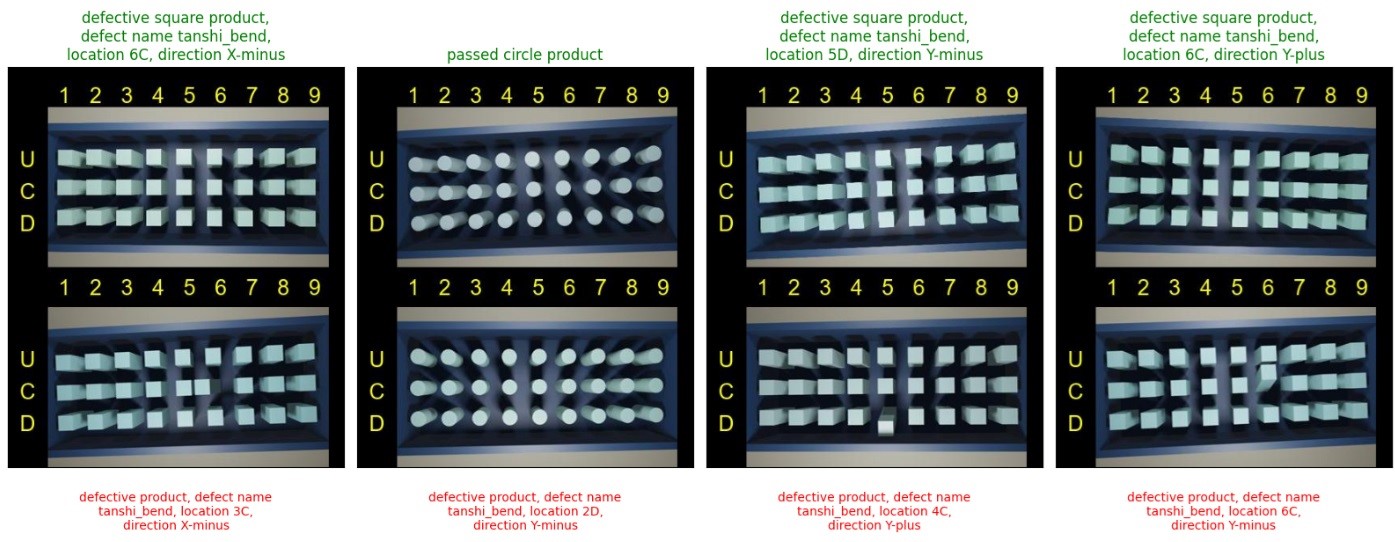 defective square product,
defect name tanshi_bend,
location 6C, direction X-minus
passed circle product
defective square product,
defect name tanshi_bend,
location 5D, direction Y-minus
defective square product,
defect name tanshi_bend,
location 6C, direction Y-plus
1 2 3 4 5 6 7 8 9
U
C
D
1 2 3 4 5 6 7 8 9
U
C
D
1 2 3 4 5 6 7 8 9
U
C
D
1 2 3 4 5 6 7 8 9
U
C
D
1 2 3 4 5 6 7 8 9
U
C
D
1 2 3 4 5 6 7 8 9
U
C
D
1 2 3 4 5 6 7 8 9
U
C
D
1 2 3 4 5 6 7 8 9
U
C
D
defective product, defect name
tanshi_bend, location 3C,
direction X-minus
defective product, defect name
tanshi_bend, location 2D,
direction Y-minus
defective product, defect name
tanshi_bend, location 4C,
direction Y-plus
defective product, defect name
tanshi_bend, location 6C,
direction Y-minus